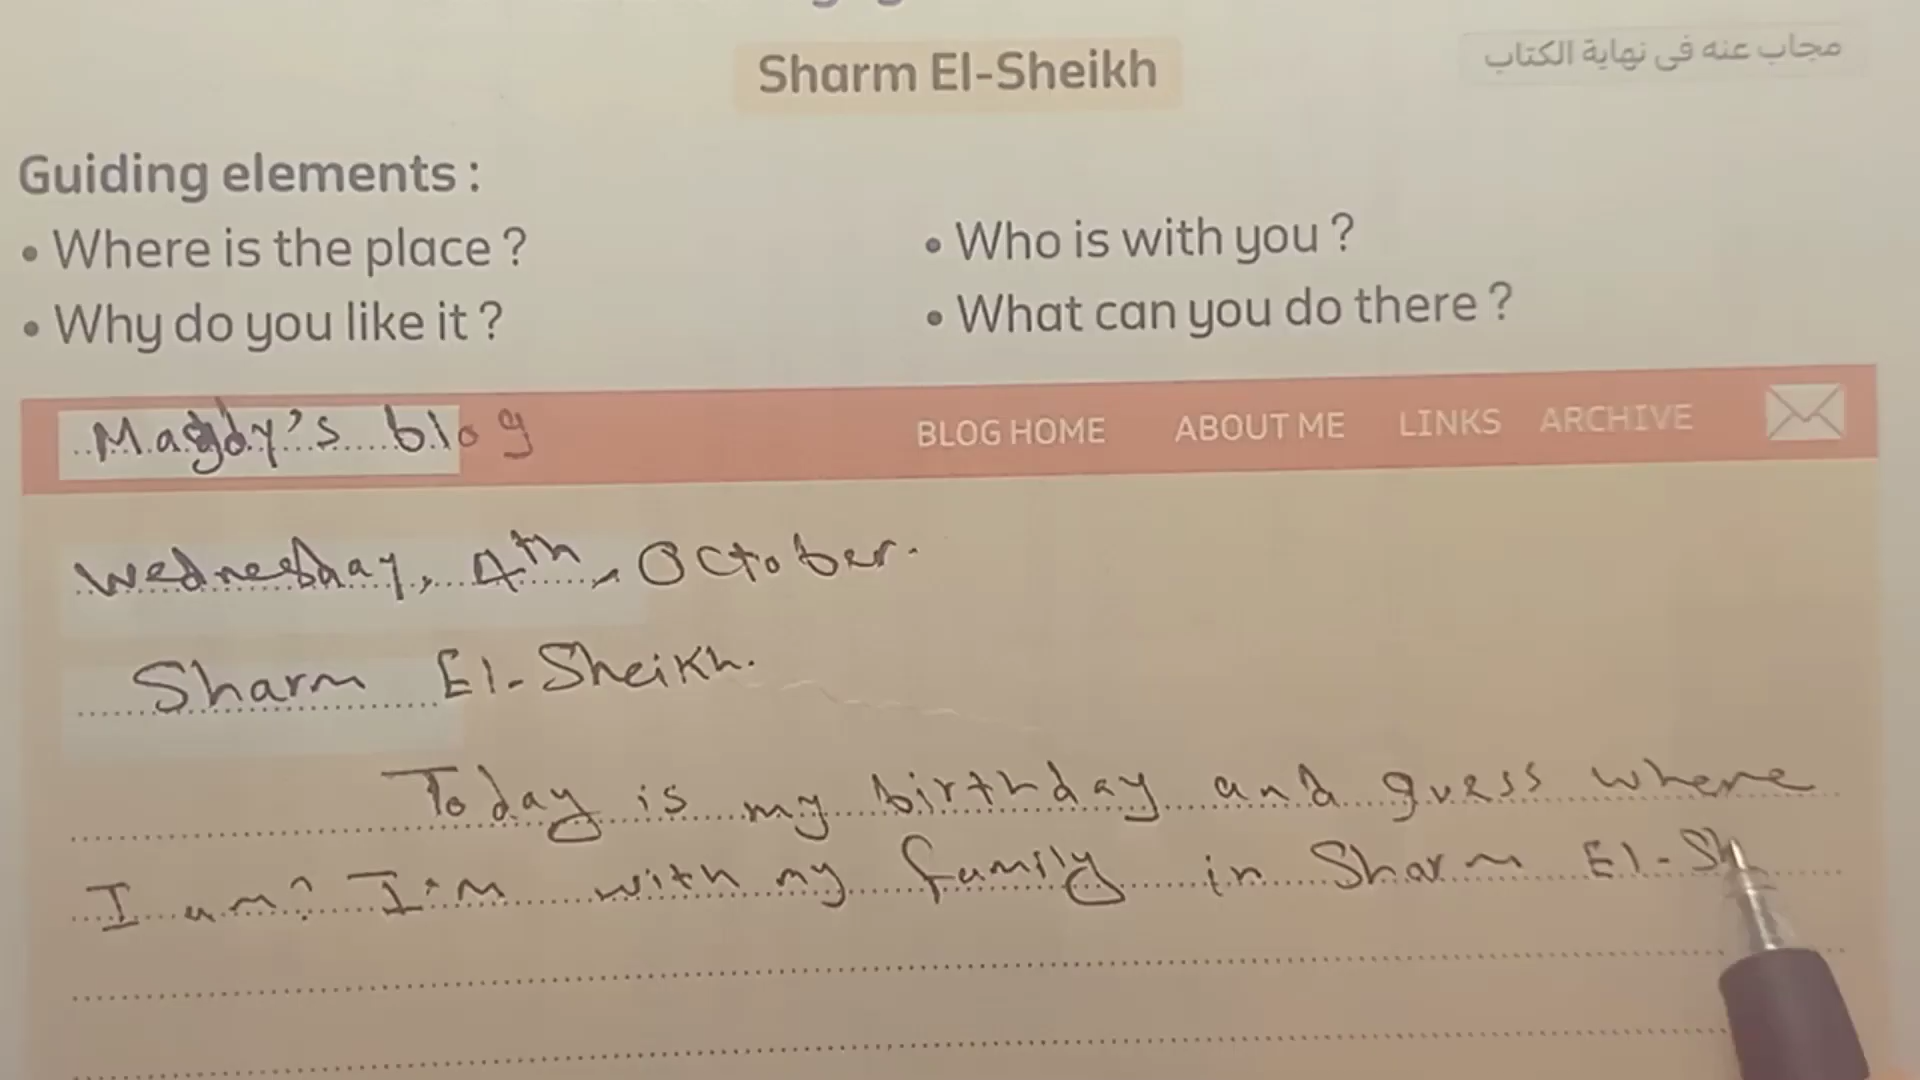 Sharm El-Sheikh
مجاب عنه فى نهاية الكتاب
Guiding elements :
• Where is the place ?
• Who is with you ?
• Why do you like it ?
• What can you do there ?
Magdy's blog
BLOG HOME ABOUT ME LINKS ARCHIVE
Wednesday, 4th, October.
Sharm El-Sheikh.
Today is my birthday and guess where
I am? I'm with my family in Sharm El-Sh